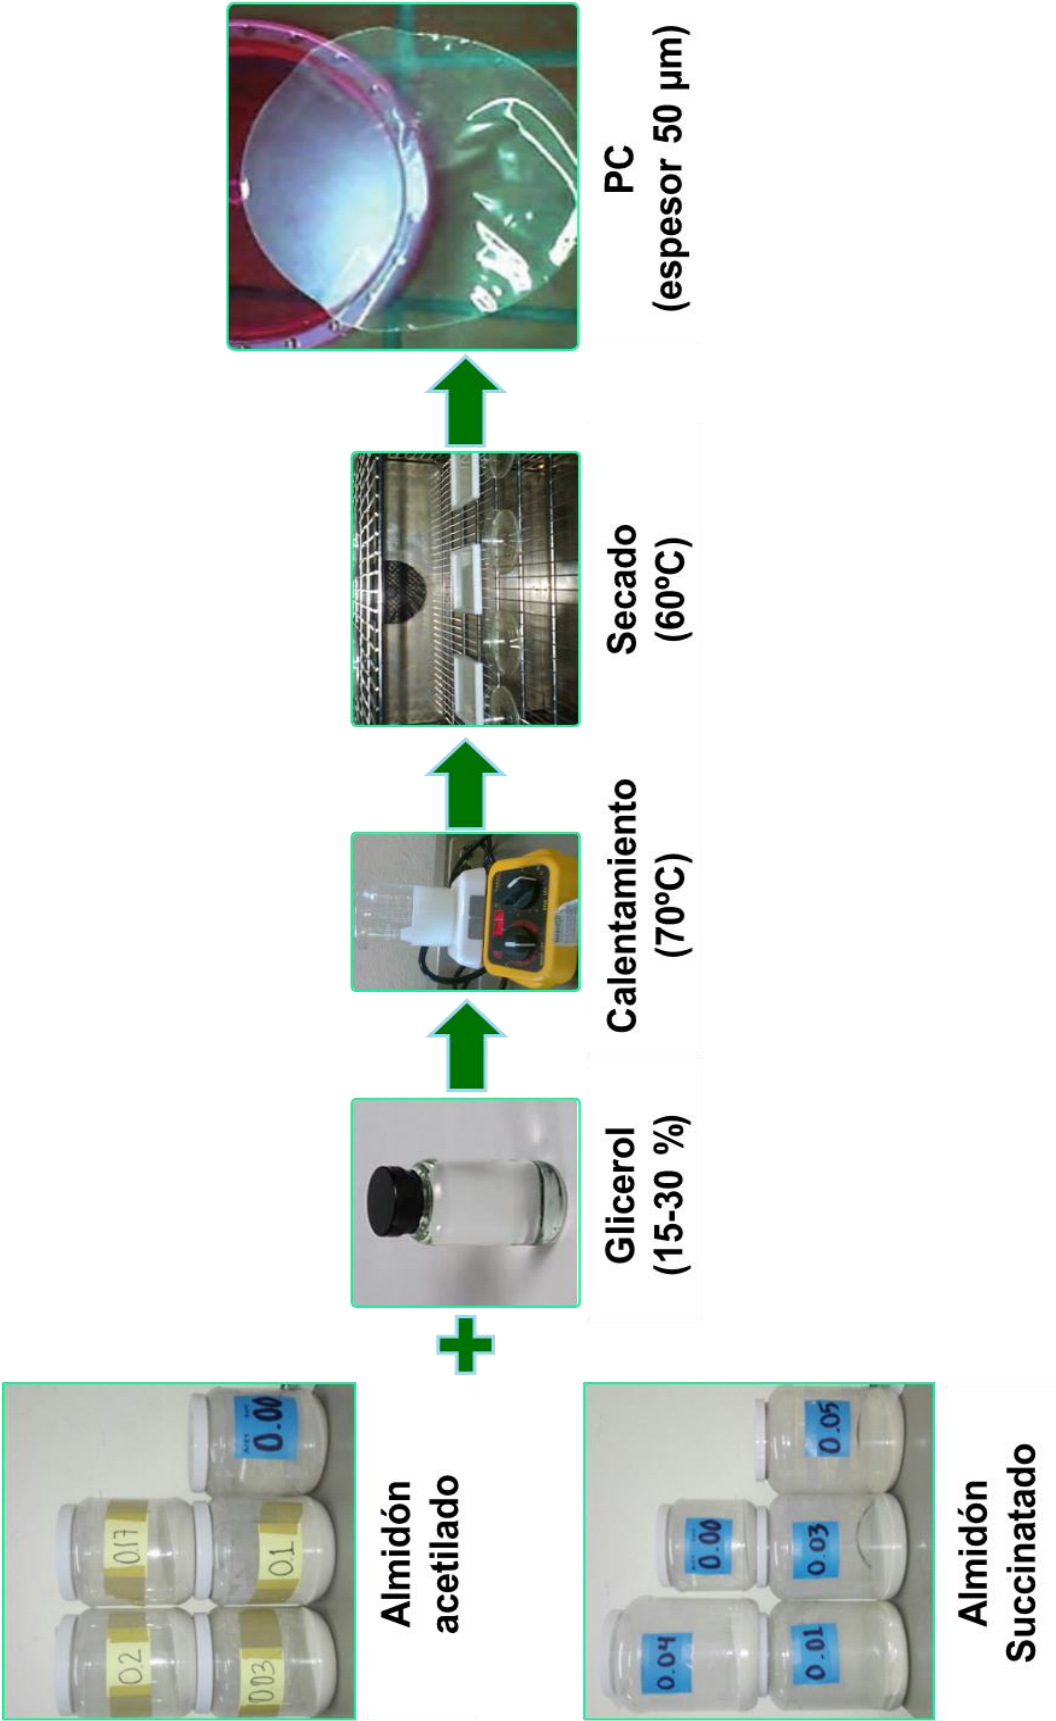 0.2
0.17
0.03
0.1
0.00
Almidón
acetilado
0.04
0.00
0.01
0.03
0.05
Almidón
Succinatado
Glicerol
(15-30 %)
Calentamiento
(70ºC)
Secado
(60ºC)
PC
(espesor 50 µm)